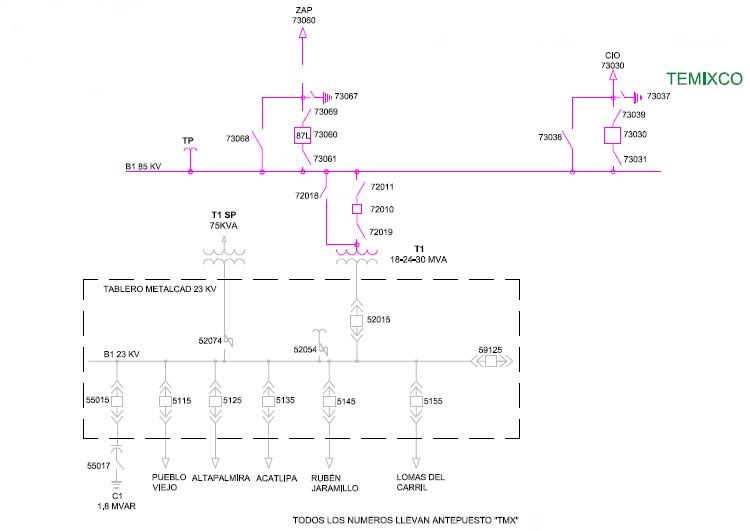 ZAP
73060
CIO
73030
TEMIXCO
73067
73037
73069
73039
TP
73068
87L
73060
73038
73030
73061
73031
B1 85 KV
72018
72011
72010
72019
T1 SP
75KVA
T1
18-24-30 MVA
TABLERO METALCAD 23 KV
52015
52074
52054
59125
B1 23 KV
55015
5115
5125
5135
5145
5155
55017
C1
1,8 MVAR
PUEBLO
VIEJO
ALTAPALMIRA
ACATLIPA
RUBÉN
JARAMILLO
LOMAS DEL
CARRIL
TODOS LOS NUMEROS LLEVAN ANTEPUESTO "TMX"